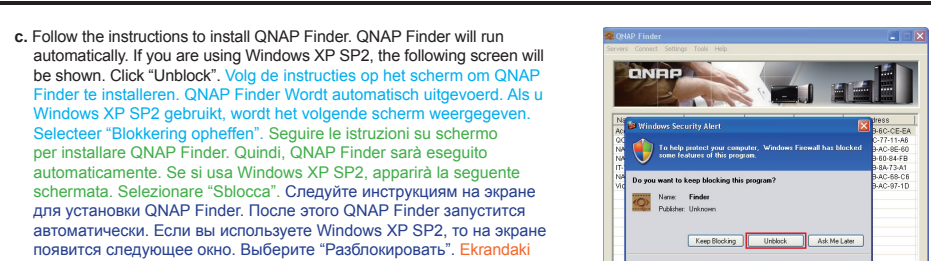 c. Follow the instructions to install QNAP Finder. QNAP Finder will run
automatically. If you are using Windows XP SP2, the following screen will
be shown. Click “Unblock”. Volg de instructies op het scherm om QNAP
Finder te installeren. QNAP Finder Wordt automatisch uitgevoerd. Als u
Windows XP SP2 gebruikt, wordt het volgende scherm weergegeven.
Selecteer “Blokkering opheffen”. Seguire le istruzioni su schermo
per installare QNAP Finder. Quindi, QNAP Finder sarà eseguito
automaticamente. Se si usa Windows XP SP2, apparirà la seguente
schermata. Selezionare “Sblocca”. Следуйте инструкциям на экране
для установки QNAP Finder. После этого QNAP Finder запустится
автоматически. Если вы используете Windows XP SP2, то на экране
появится следующее окно. Выберите “Разблокировать”. Ekrandaki
QNAP Finder
Servers Connect Settings Tools Help
QNAP
Windows Security Alert
To help protect your computer, Windows Firewall has blocked
some features of this program.
Do you want to keep blocking this program?
Name: Finder
Publisher: Unknown
Keep Blocking Unblock Ask Me Later
dress
9-6C-CE-EA
C-77-11-A6
9-AC-8E-60
9-60-84-FB
9-8A-73-A1
9-AC-68-C6
9-AC-97-1D